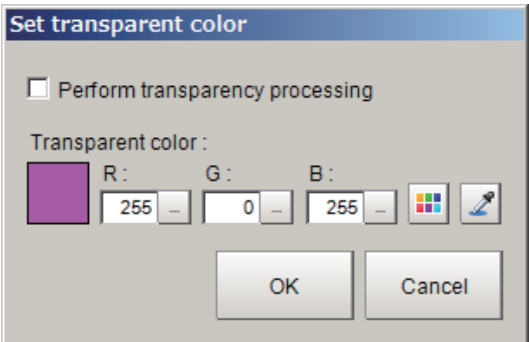 Set transparent color
Perform transparency processing
Transparent color :
R : G : B :
255 ... 0 ... 255 ...
OK Cancel